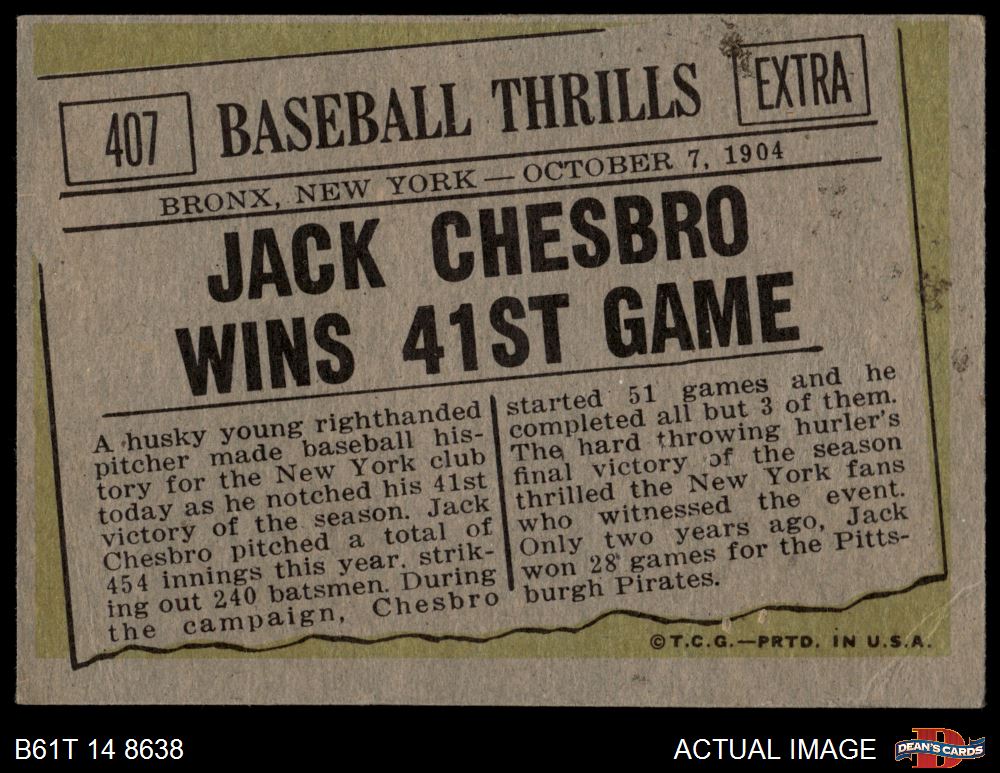 407
BASEBALL THRILLS
EXTRA
BRONX, NEW YORK — OCTOBER 7, 1904
JACK CHESBRO
WINS 41ST GAME
A husky young righthanded
pitcher made baseball his-
tory for the New York club
today as he notched his 41st
victory of the season. Jack
Chesbro pitched a total of
454 innings this year, strik-
ing out 240 batsmen. During
the campaign, Chesbro
started 51 games and he
completed all but 3 of them.
The hard throwing hurler's
final victory of the season
thrilled the New York fans
who witnessed the event.
Only two years ago, Jack
won 28 games for the Pitts-
burgh Pirates.
©T.C.G.—PRTD. IN U.S.A.
B61T 14 8638
ACTUAL IMAGE
D
DEAN'S CARDS